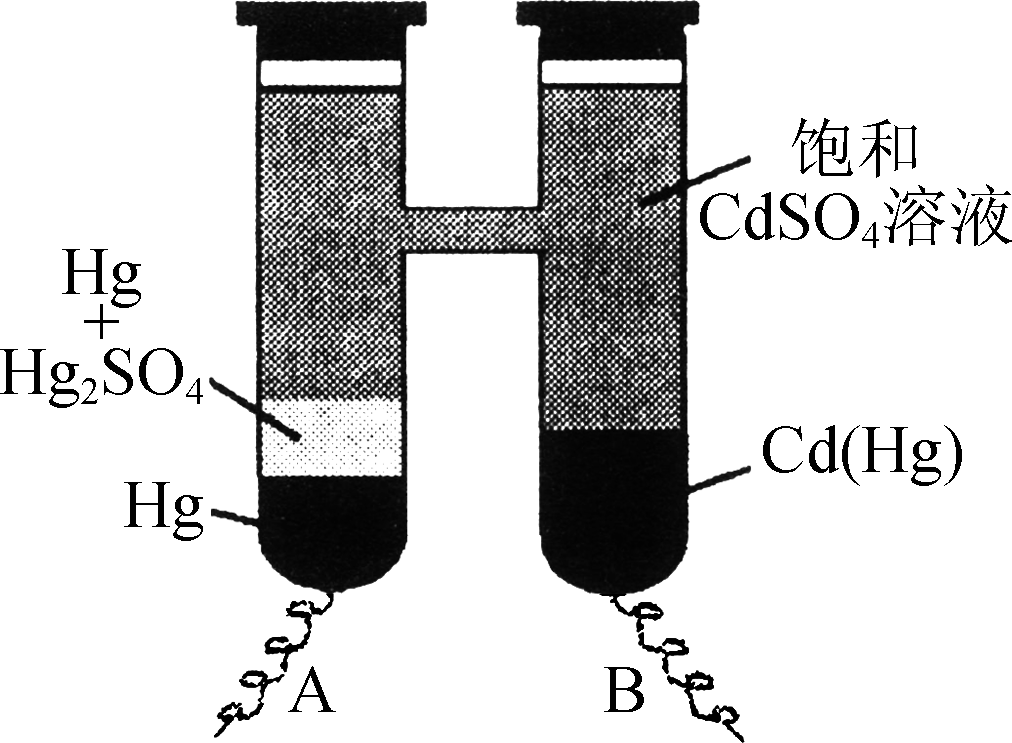 饱和
CdSO₄溶液
Hg
+
Hg₂SO₄
Hg
Cd(Hg)
A
B